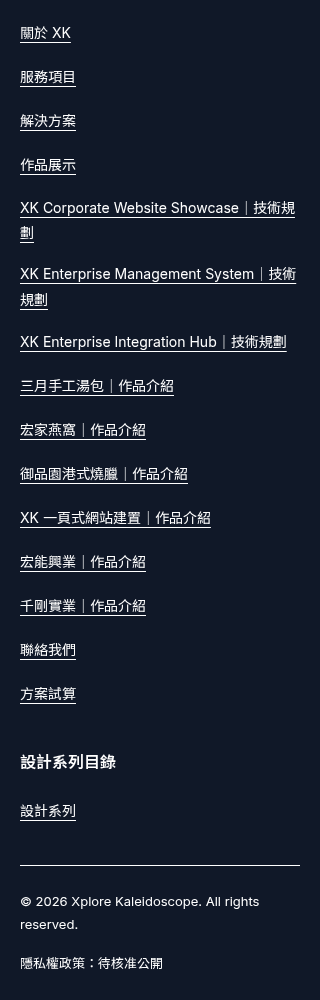 關於 XK
服務項目
解決方案
作品展示
XK Corporate Website Showcase｜技術規
劃
XK Enterprise Management System｜技術
規劃
XK Enterprise Integration Hub｜技術規劃
三月手工湯包｜作品介紹
宏家燕窩｜作品介紹
御品園港式燒臘｜作品介紹
XK 一頁式網站建置｜作品介紹
宏能興業｜作品介紹
千剛實業｜作品介紹
聯絡我們
方案試算
設計系列目錄
設計系列
© 2026 Xplore Kaleidoscope. All rights
reserved.
隱私權政策：待核准公開